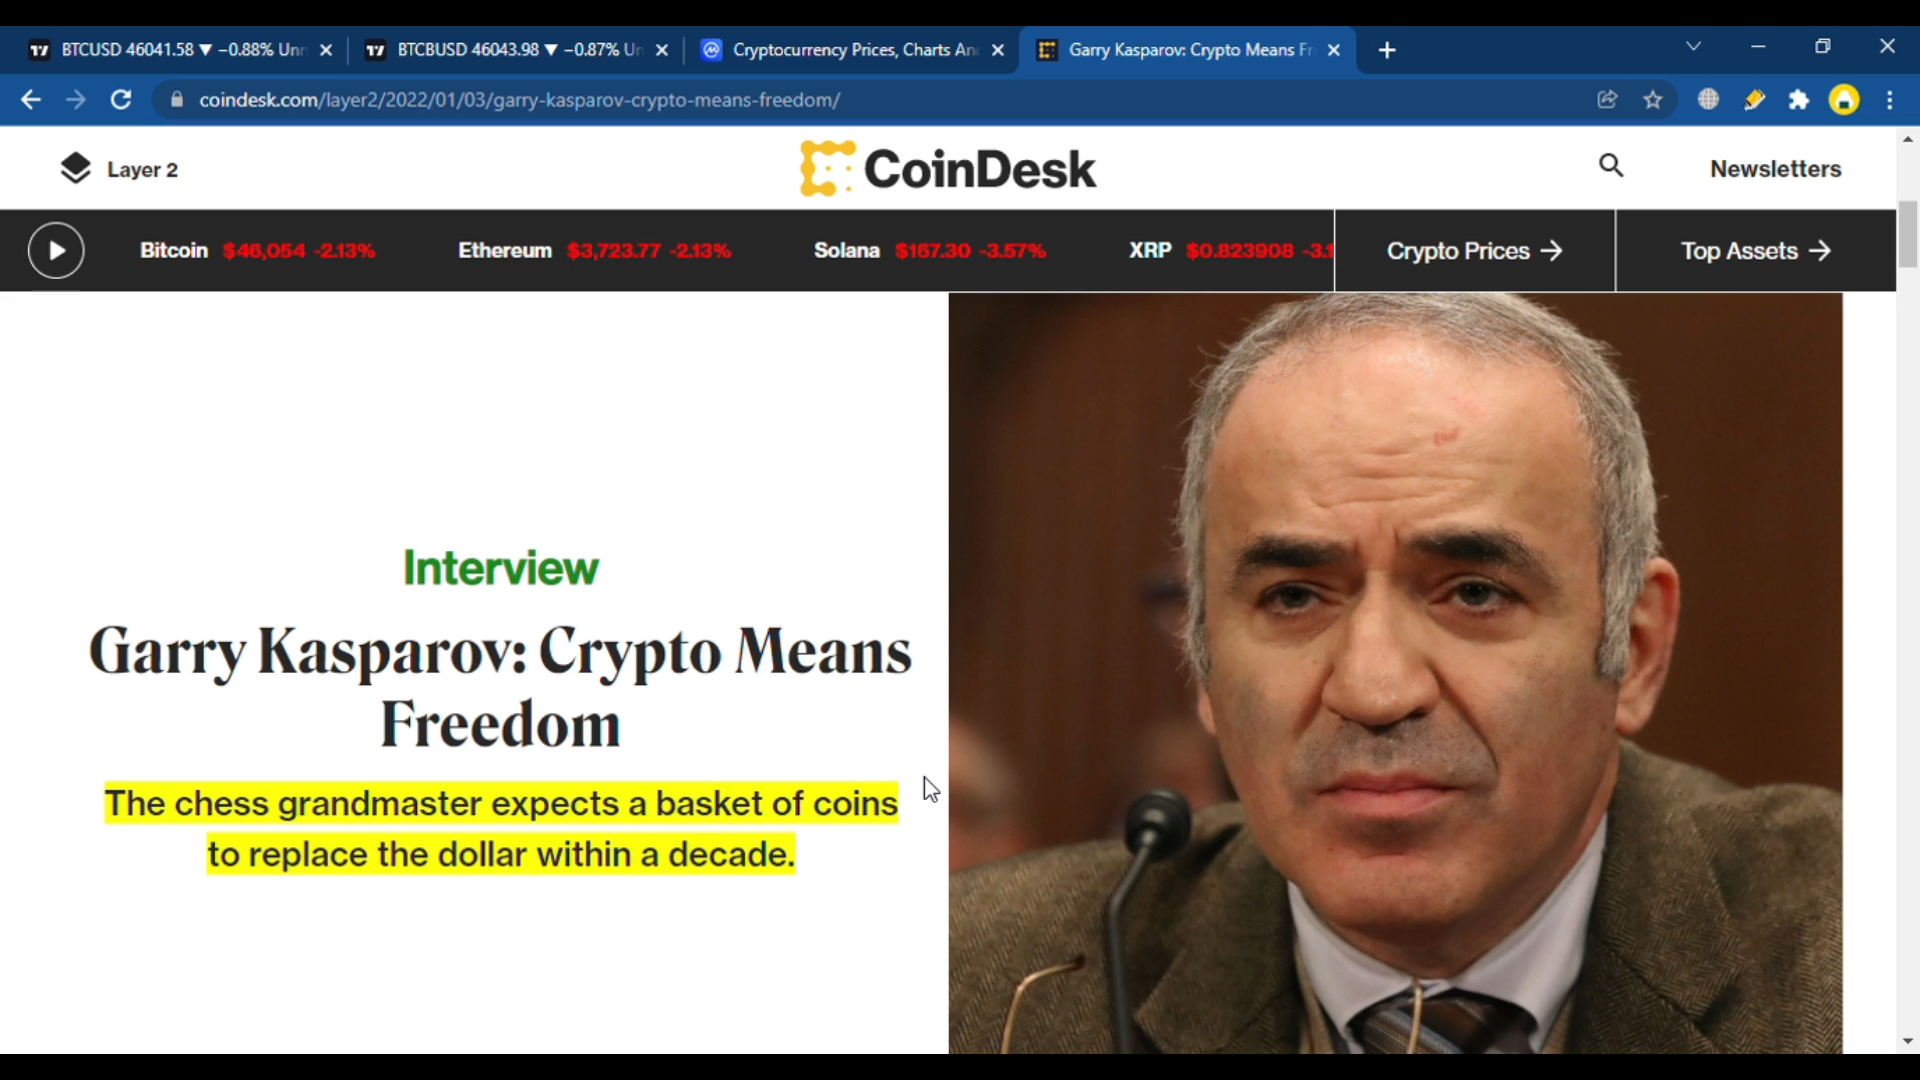 BTCUSD 46041.58 ▼ −0.88% Unn
BTCBUSD 46043.98 ▼ −0.87% Un
Cryptocurrency Prices, Charts An
Garry Kasparov: Crypto Means Fr
coindesk.com/layer2/2022/01/03/garry-kasparov-crypto-means-freedom/
Layer 2
CoinDesk
Newsletters
Bitcoin $46,054 -2.13%
Ethereum $3,723.77 -2.13%
Solana $167.30 -3.57%
XRP $0.823908 -3.1
Crypto Prices →
Top Assets →
Interview
Garry Kasparov: Crypto Means
Freedom
The chess grandmaster expects a basket of coins
to replace the dollar within a decade.